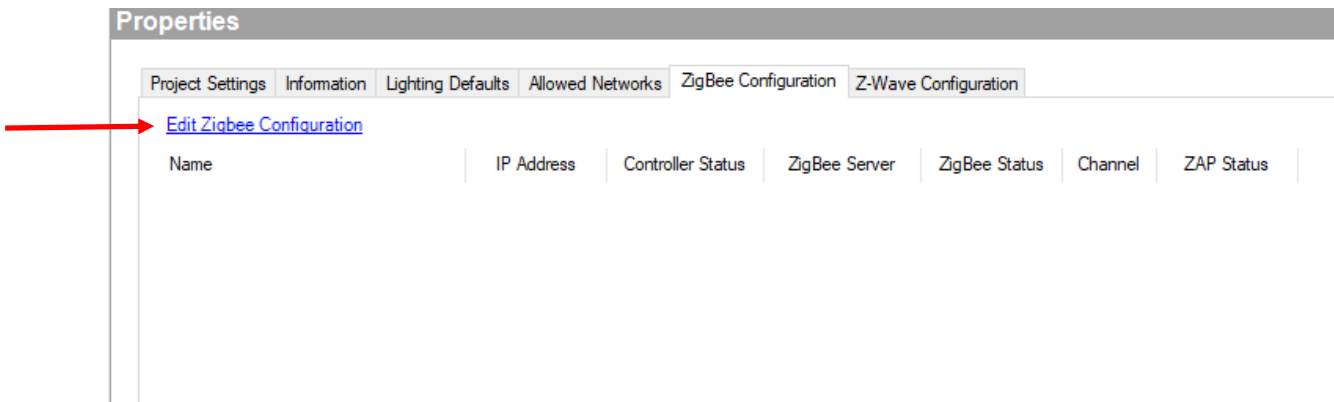 Properties
Project Settings Information Lighting Defaults Allowed Networks ZigBee Configuration Z-Wave Configuration
Edit Zigbee Configuration
Name IP Address Controller Status ZigBee Server ZigBee Status Channel ZAP Status